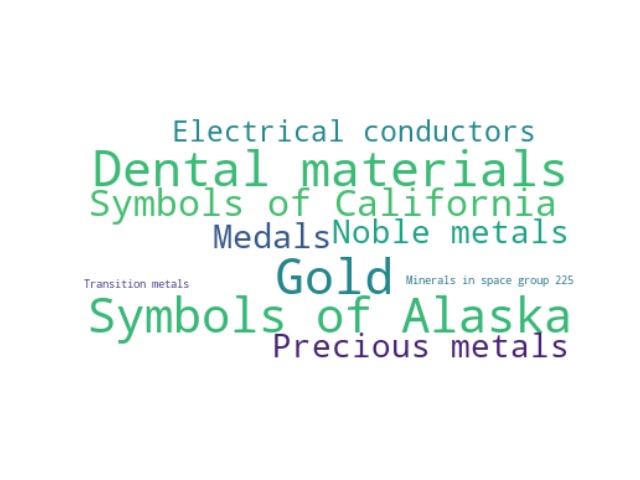 Electrical conductors
Dental materials
Symbols of California
Medals Noble metals
Gold
Transition metals
Minerals in space group 225
Symbols of Alaska
Precious metals